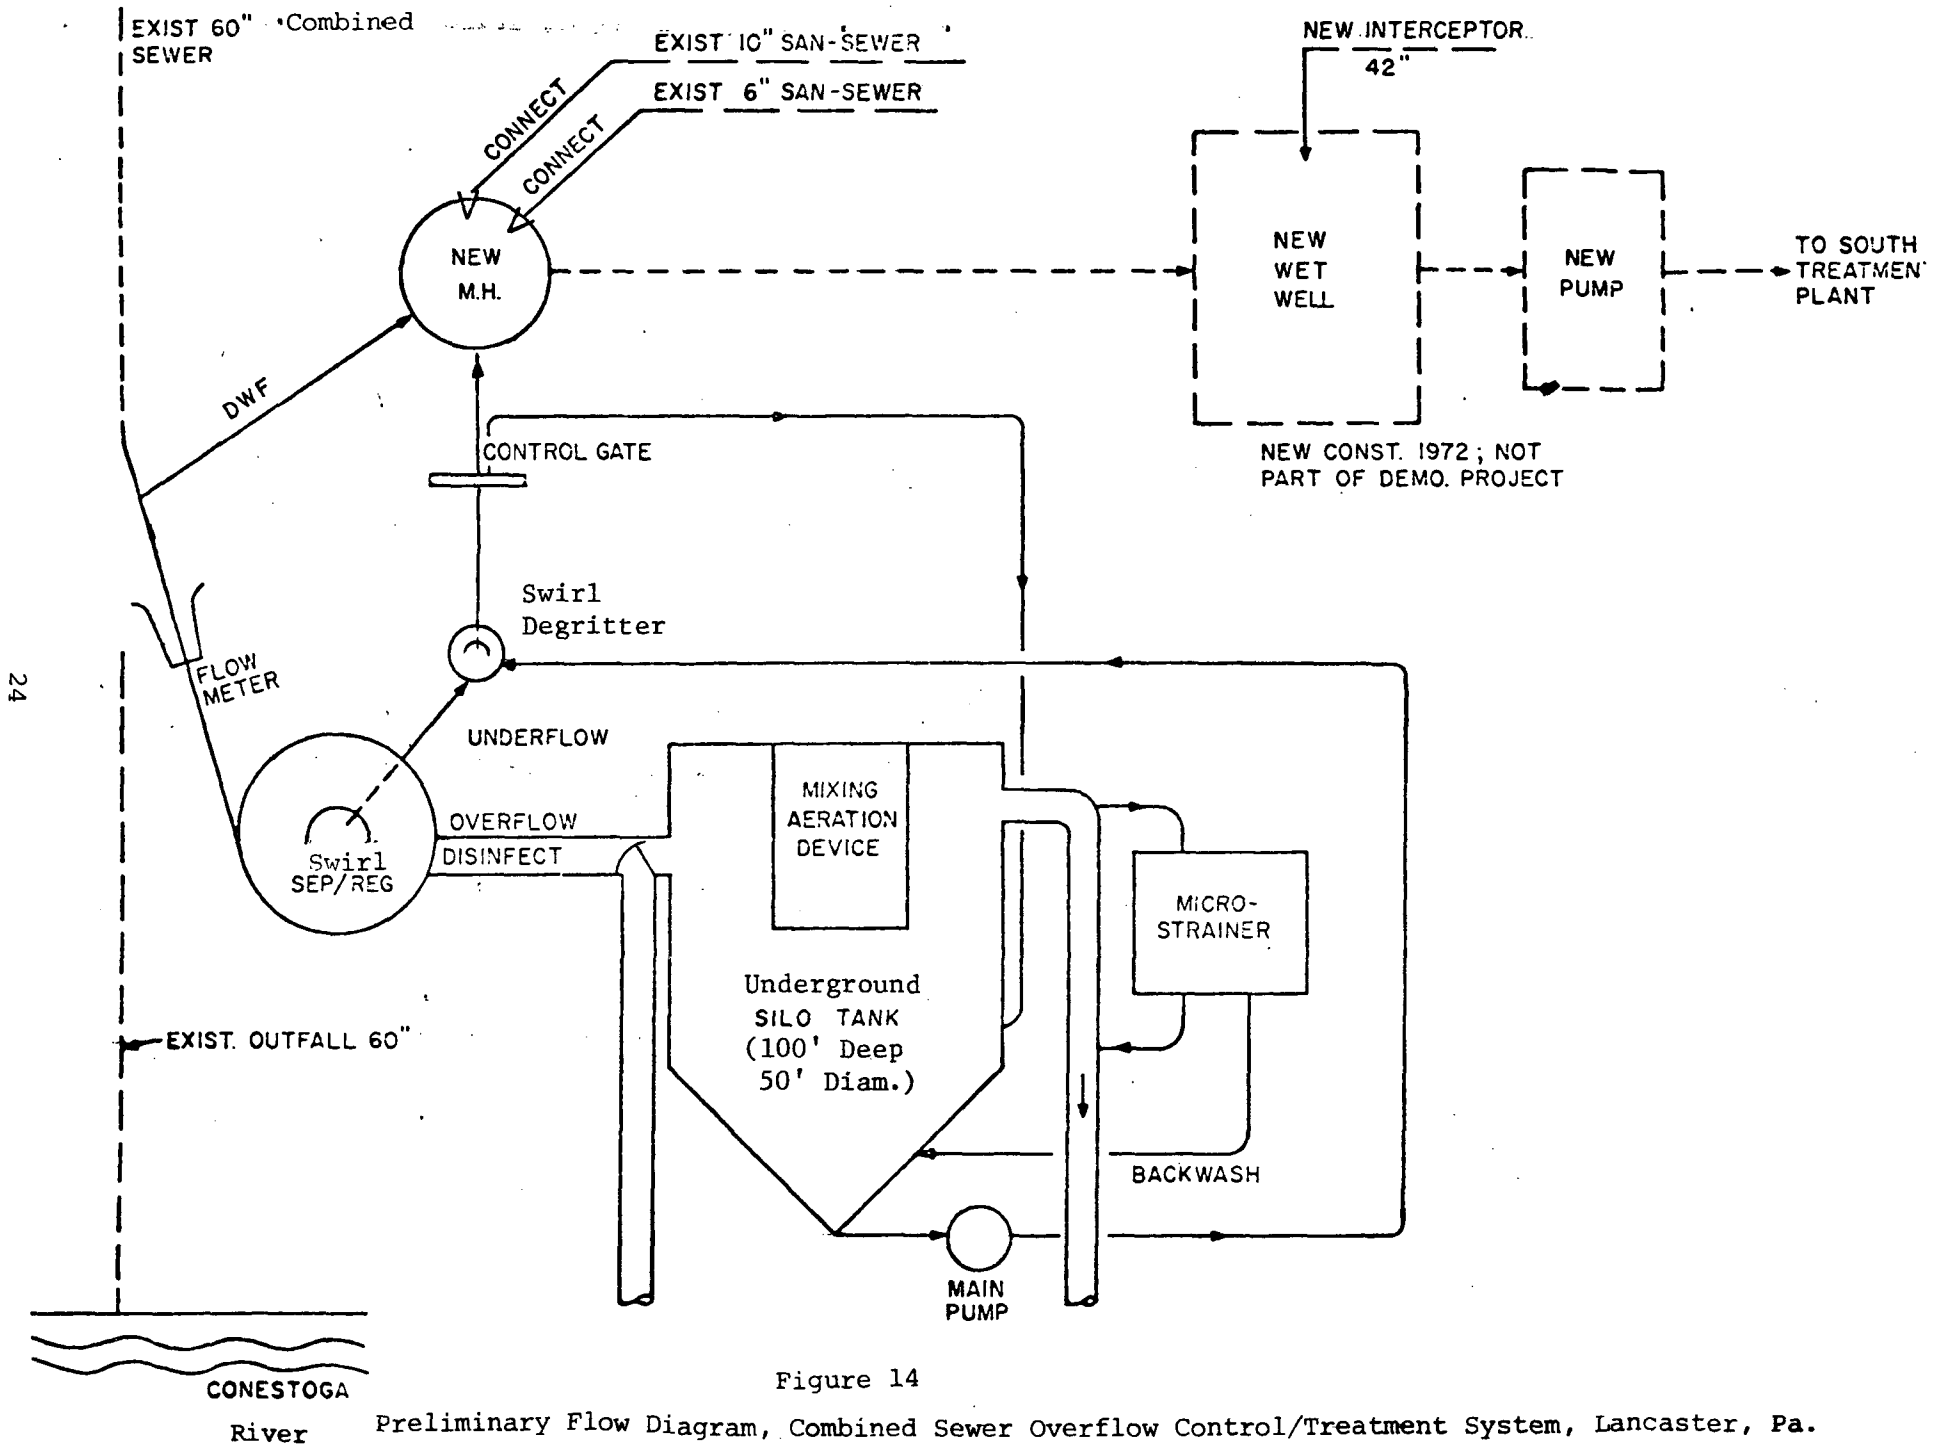 EXIST 60" Combined
SEWER
EXIST 10" SAN-SEWER
EXIST 6" SAN-SEWER
CONNECT
CONNECT
NEW INTERCEPTOR
42"
NEW
M.H.
NEW
WET
WELL
NEW
PUMP
TO SOUTH
TREATMEN
PLANT
DWF
CONTROL GATE
NEW CONST. 1972; NOT
PART OF DEMO. PROJECT
Swirl
Degritter
FLOW
METER
24
UNDERFLOW
OVERFLOW
DISINFECT
Swirl
SEP/REG
MIXING
AERATION
DEVICE
MICRO-
STRAINER
Underground
SILO TANK
(100' Deep
50' Diam.)
EXIST. OUTFALL 60"
BACKWASH
MAIN
PUMP
CONESTOGA
River
Figure 14
Preliminary Flow Diagram, Combined Sewer Overflow Control/Treatment System, Lancaster, Pa.